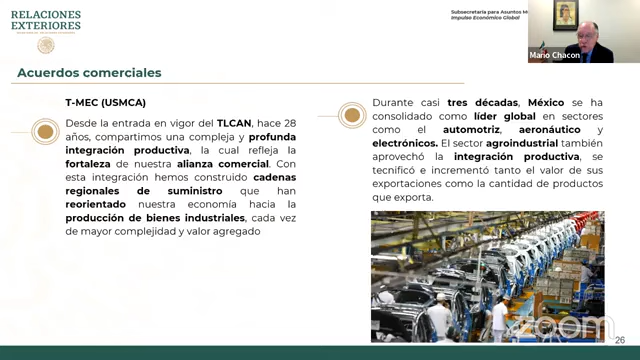 RELACIONES
EXTERIORES
Subsecretaría para Asuntos Mu
Impulso Económico Global
Mario Chacon
Acuerdos comerciales
T-MEC (USMCA)
Desde la entrada en vigor del TLCAN, hace 28
años, compartimos una compleja y profunda
integración productiva, la cual refleja la
fortaleza de nuestra alianza comercial. Con
esta integración hemos construido cadenas
regionales de suministro que han
reorientado nuestra economía hacia la
producción de bienes industriales, cada vez
de mayor complejidad y valor agregado
Durante casi tres décadas, México se ha
consolidado como líder global en sectores
como el automotriz, aeronáutico y
electrónicos. El sector agroindustrial también
aprovechó la integración productiva, se
tecnificó e incrementó tanto el valor de sus
exportaciones como la cantidad de productos
que exporta.
zoom
26